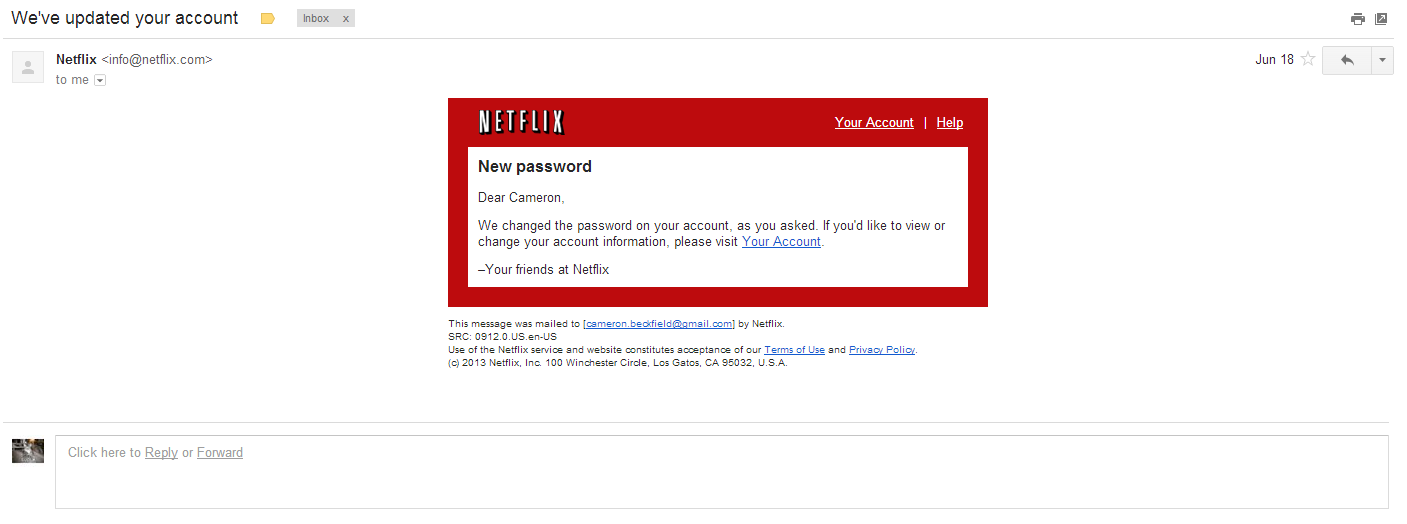 We've updated your account
Inbox x
Netflix <info@netflix.com>
Jun 18
to me
NETFLIX
Your Account | Help
New password
Dear Cameron,
We changed the password on your account, as you asked. If you'd like to view or
change your account information, please visit Your Account.
–Your friends at Netflix
This message was mailed to [cameron.beckfield@gmail.com] by Netflix.
SRC: 0912.0.US.en-US
Use of the Netflix service and website constitutes acceptance of our Terms of Use and Privacy Policy.
(c) 2013 Netflix, Inc. 100 Winchester Circle, Los Gatos, CA 95032, U.S.A.
Click here to Reply or Forward